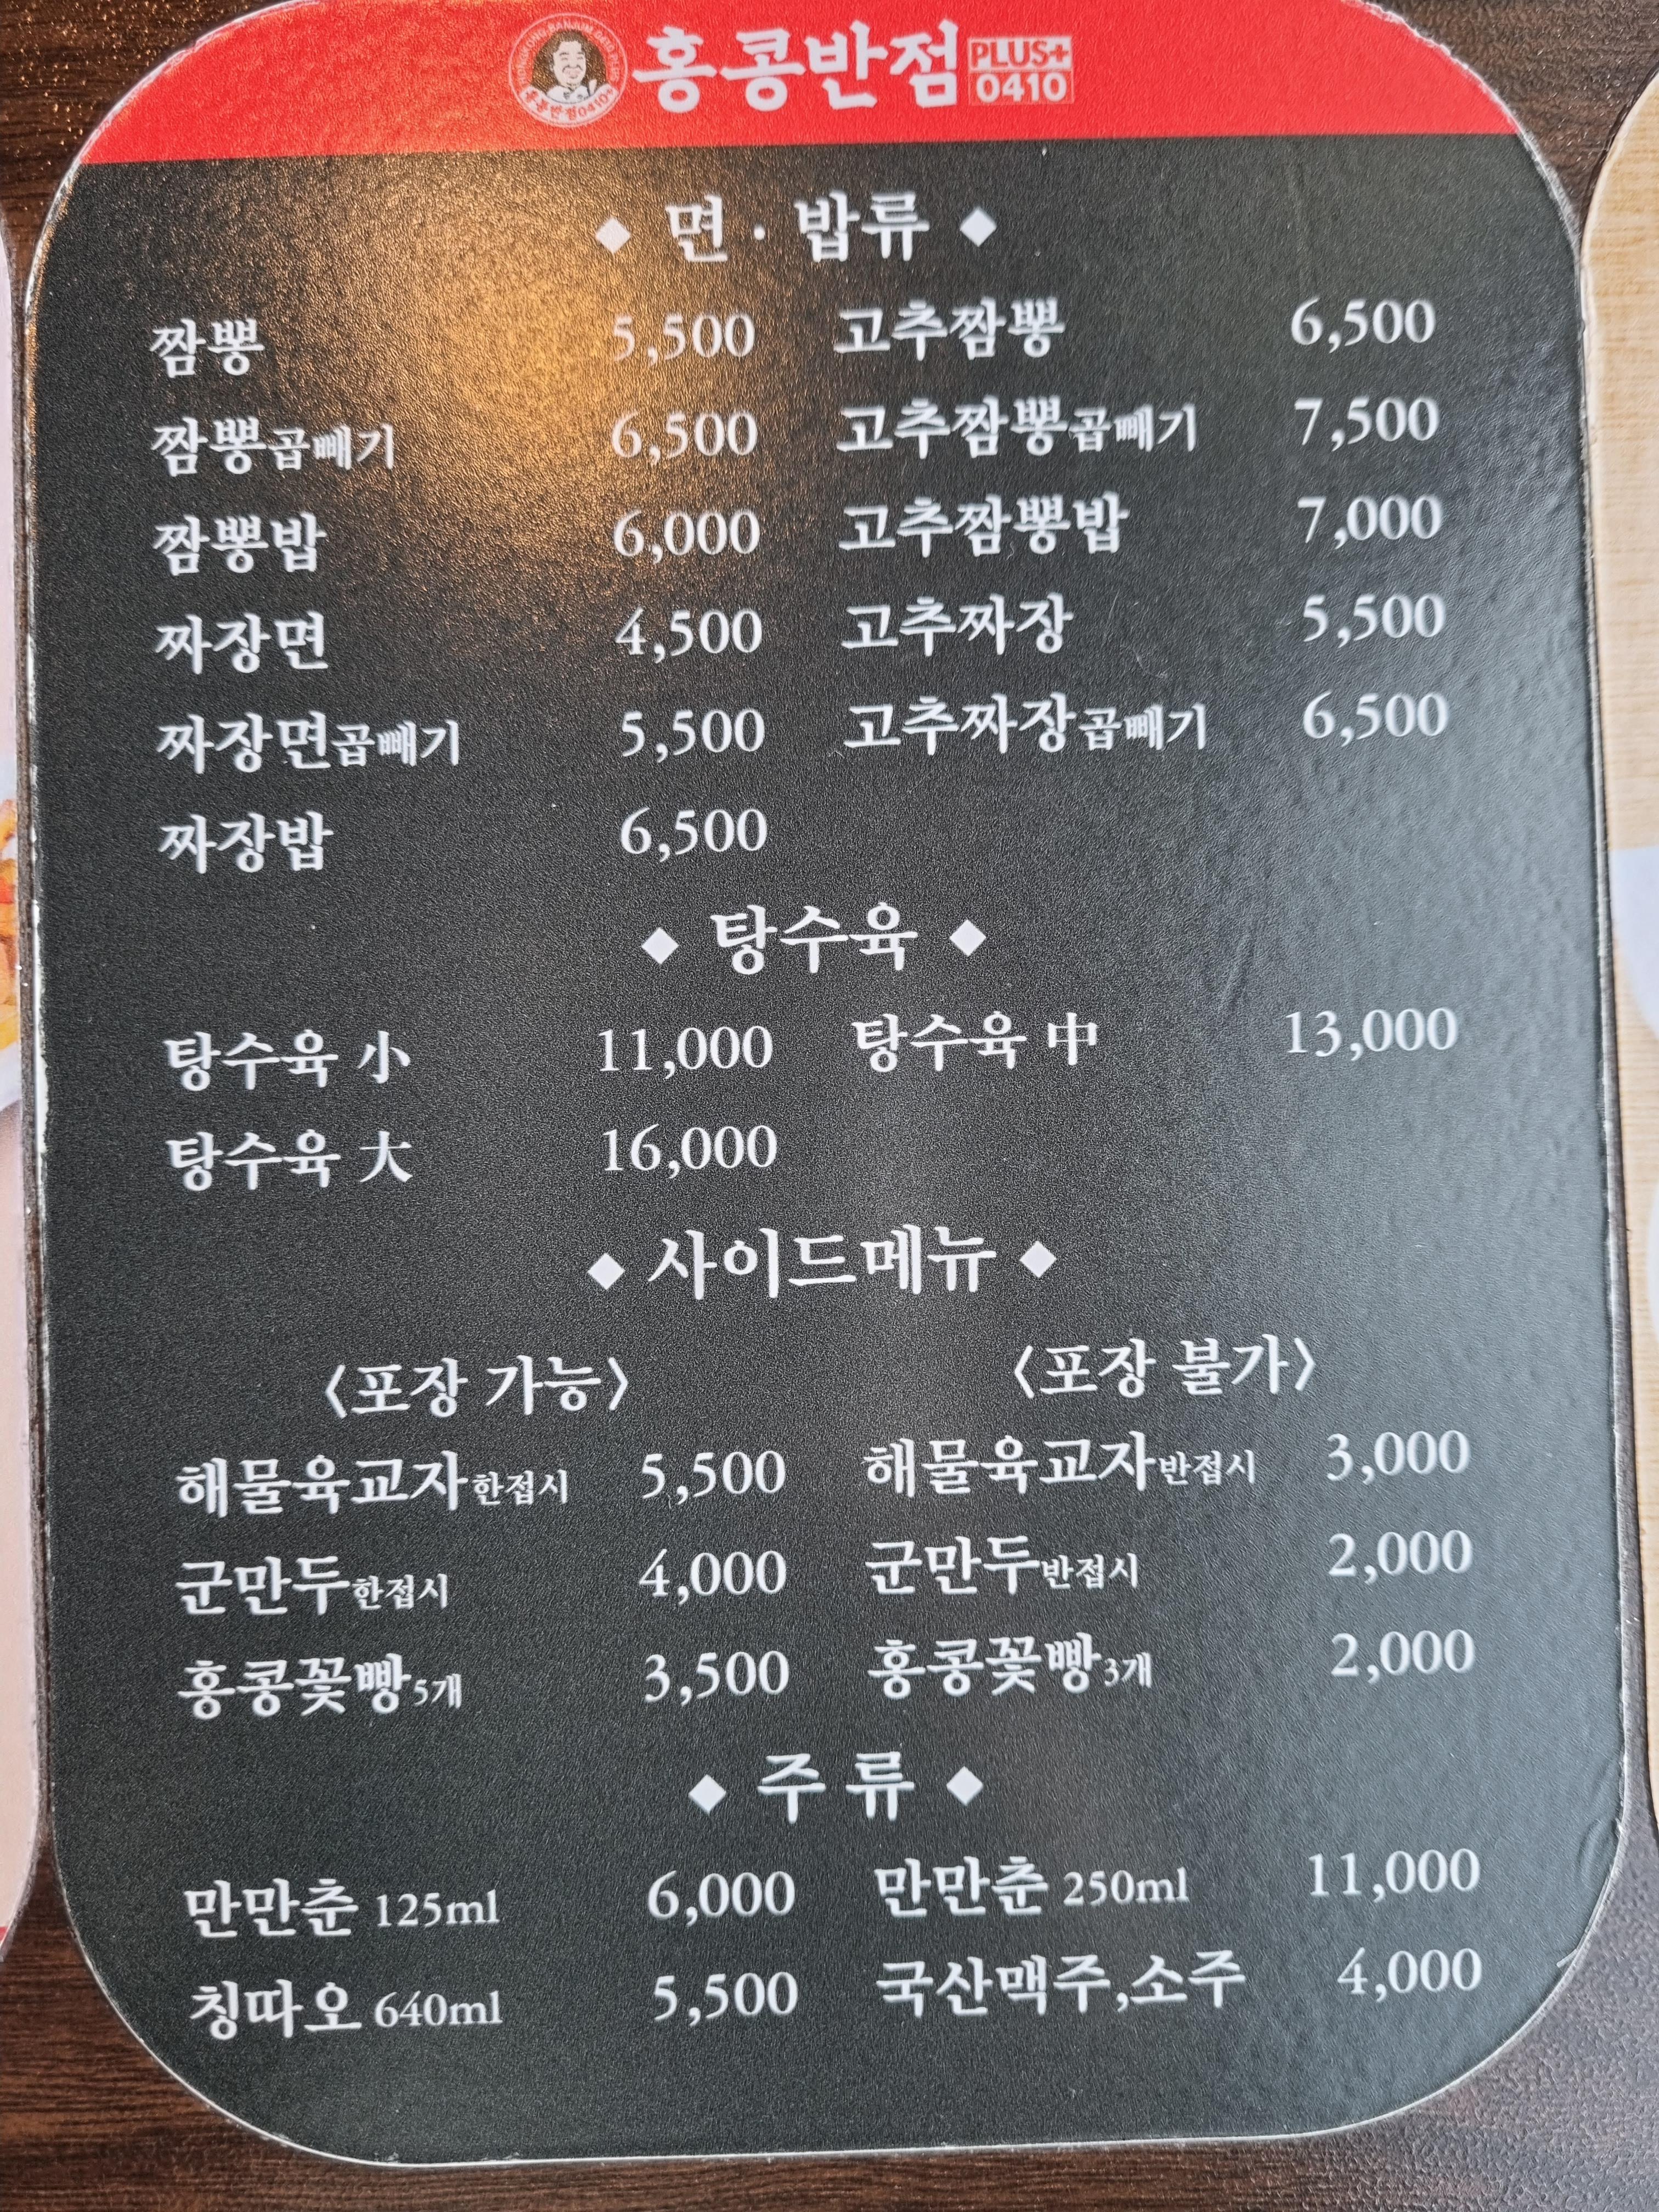 홍콩반점 PLUS+ 0410
◆ 면 · 밥류 ◆
짬뽕 5,500 고추짬뽕 6,500
짬뽕곱빼기 6,500 고추짬뽕곱빼기 7,500
짬뽕밥 6,000 고추짬뽕밥 7,000
짜장면 4,500 고추짜장 5,500
짜장면곱빼기 5,500 고추짜장곱빼기 6,500
짜장밥 6,500
◆ 탕수육 ◆
탕수육 小 11,000 탕수육 中 13,000
탕수육 大 16,000
◆ 사이드메뉴 ◆
〈포장 가능〉 〈포장 불가〉
해물육교자한접시 5,500 해물육교자반접시 3,000
군만두한접시 4,000 군만두반접시 2,000
홍콩꽃빵5개 3,500 홍콩꽃빵3개 2,000
◆ 주류 ◆
만만춘 125ml 6,000 만만춘 250ml 11,000
칭따오 640ml 5,500 국산맥주,소주 4,000